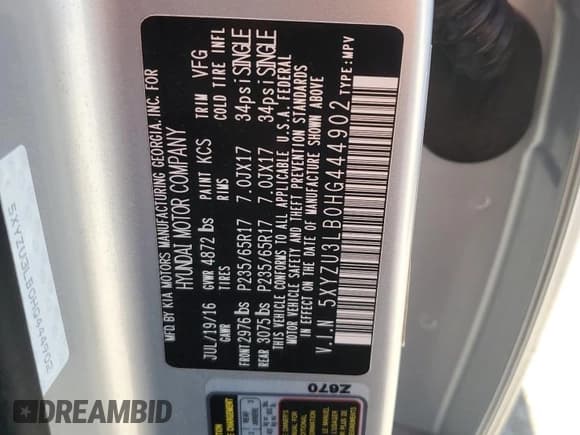 MFD BY KIA MOTORS MANUFACTURING GEORGIA. INC. FOR
HYUNDAI MOTOR COMPANY
JUL/19/16 GVWR 4872 lbs PAINT KCS TRIM VFG
GAWR TIRES RIMS COLD TIRE INFL
FRONT 2976 lbs P235/65R17 7.0JX17 34psi SINGLE
REAR 3075 lbs P235/65R17 7.0JX17 34psi SINGLE
THIS VEHICLE CONFORMS TO ALL APPLICABLE U.S.A. FEDERAL
MOTOR VEHICLE SAFETY AND THEFT PREVENTION STANDARDS
IN EFFECT ON THE DATE OF MANUFACTURE SHOWN ABOVE
V.I.N 5XYZU3LB0HG444902 TYPE:MPV
5XYZU3LB0HG444902
Z670
DREAMBID